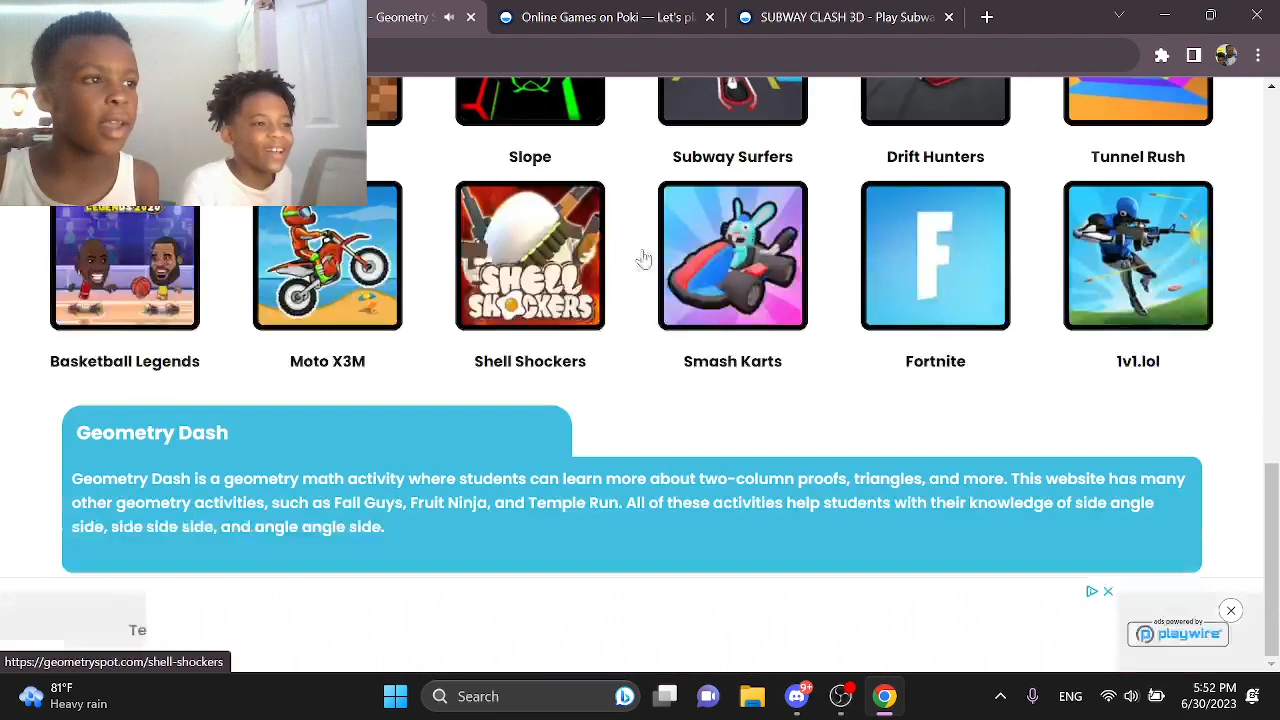 - Geometry S
Online Games on Poki — Let's pl
SUBWAY CLASH 3D - Play Subw
Slope
Subway Surfers
Drift Hunters
Tunnel Rush
LEGENDS 2020
SHELL
SHOCKERS
F
Basketball Legends
Moto X3M
Shell Shockers
Smash Karts
Fortnite
1v1.lol
Geometry Dash
Geometry Dash is a geometry math activity where students can learn more about two-column proofs, triangles, and more. This website has many
other geometry activities, such as Fall Guys, Fruit Ninja, and Temple Run. All of these activities help students with their knowledge of side angle
side, side side side, and angle angle side.
Te
ads powered by
playwire
https://geometryspot.com/shell-shockers
81°F
Heavy rain
Search
9+
ENG
5:52 PM
6/30/2023